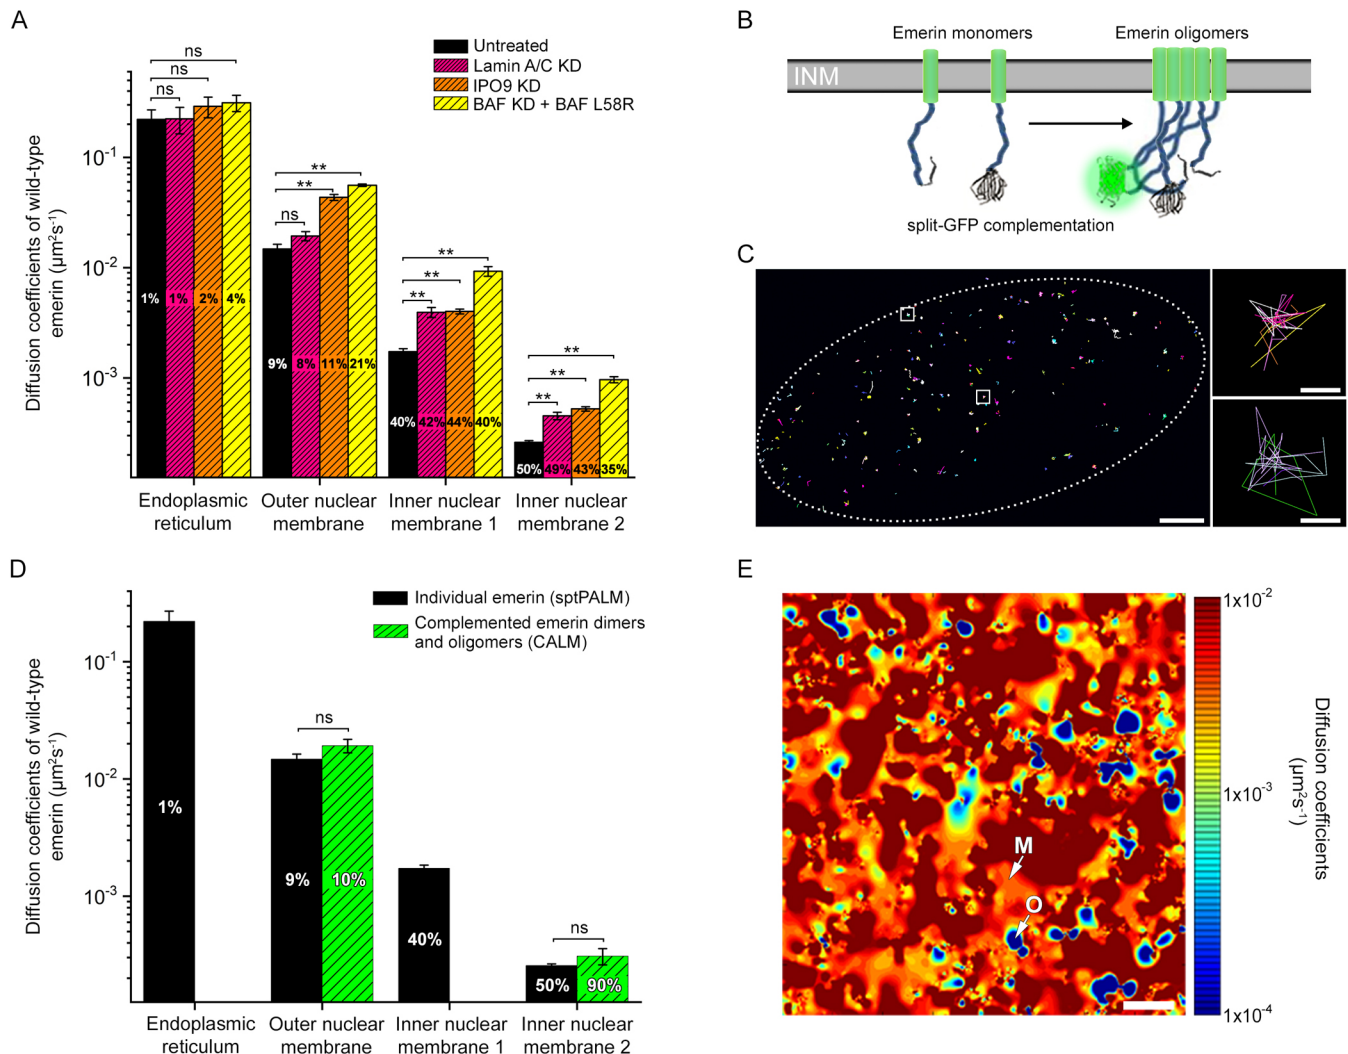 A
Untreated
Lamin A/C KD
IPO9 KD
BAF KD + BAF L58R
Diffusion coefficients of wild-type
emerin (µm²s⁻¹)
10⁻¹
10⁻²
10⁻³
ns
ns
ns
**
**
ns
**
**
**
**
**
**
1%
1%
2%
4%
9%
8%
11%
21%
40%
42%
44%
40%
50%
49%
43%
35%
Endoplasmic
reticulum
Outer nuclear
membrane
Inner nuclear
membrane 1
Inner nuclear
membrane 2
B
Emerin monomers
Emerin oligomers
INM
split-GFP complementation
C
D
Individual emerin (sptPALM)
Complemented emerin dimers
and oligomers (CALM)
Diffusion coefficients of wild-type
emerin (µm²s⁻¹)
10⁻¹
10⁻²
10⁻³
ns
ns
1%
9%
10%
40%
50%
90%
Endoplasmic
reticulum
Outer nuclear
membrane
Inner nuclear
membrane 1
Inner nuclear
membrane 2
E
M
O
1x10⁻²
1x10⁻³
1x10⁻⁴
Diffusion coefficients
(µm²s⁻¹)